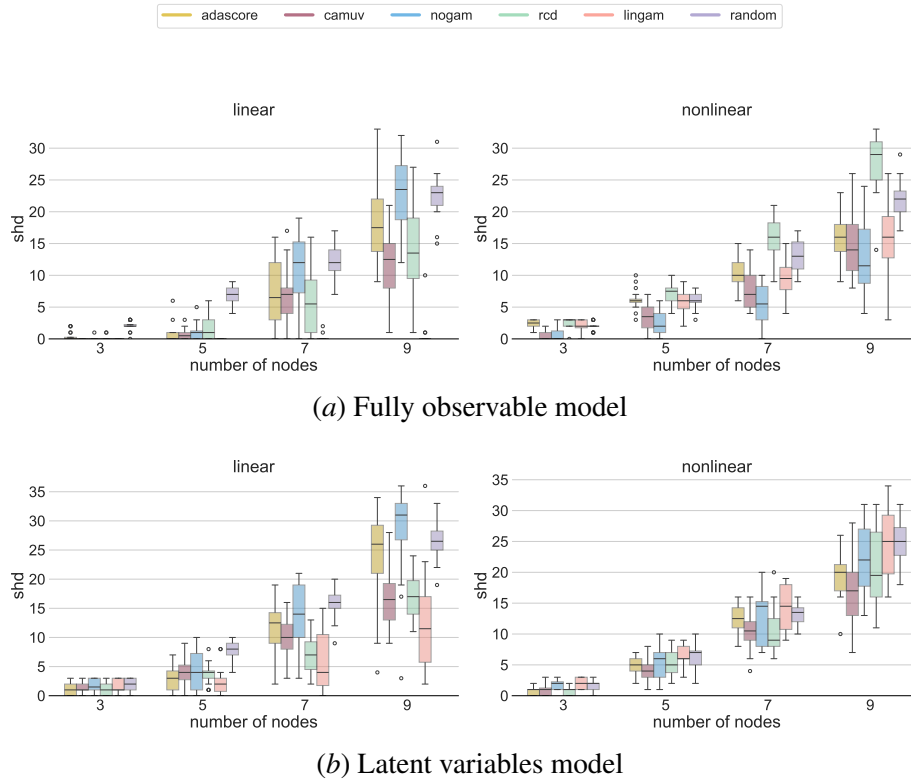 adascore camuv nogam rcd lingam random
linear nonlinear
30 30
25 25
20 20
shd 15 shd 15
10 10
5 5
0 0
3 5 7 9 3 5 7 9
number of nodes number of nodes
(a) Fully observable model
linear nonlinear
35 35
30 30
25 25
20 20
shd shd
15 15
10 10
5 5
0 0
3 5 7 9 3 5 7 9
number of nodes number of nodes
(b) Latent variables model